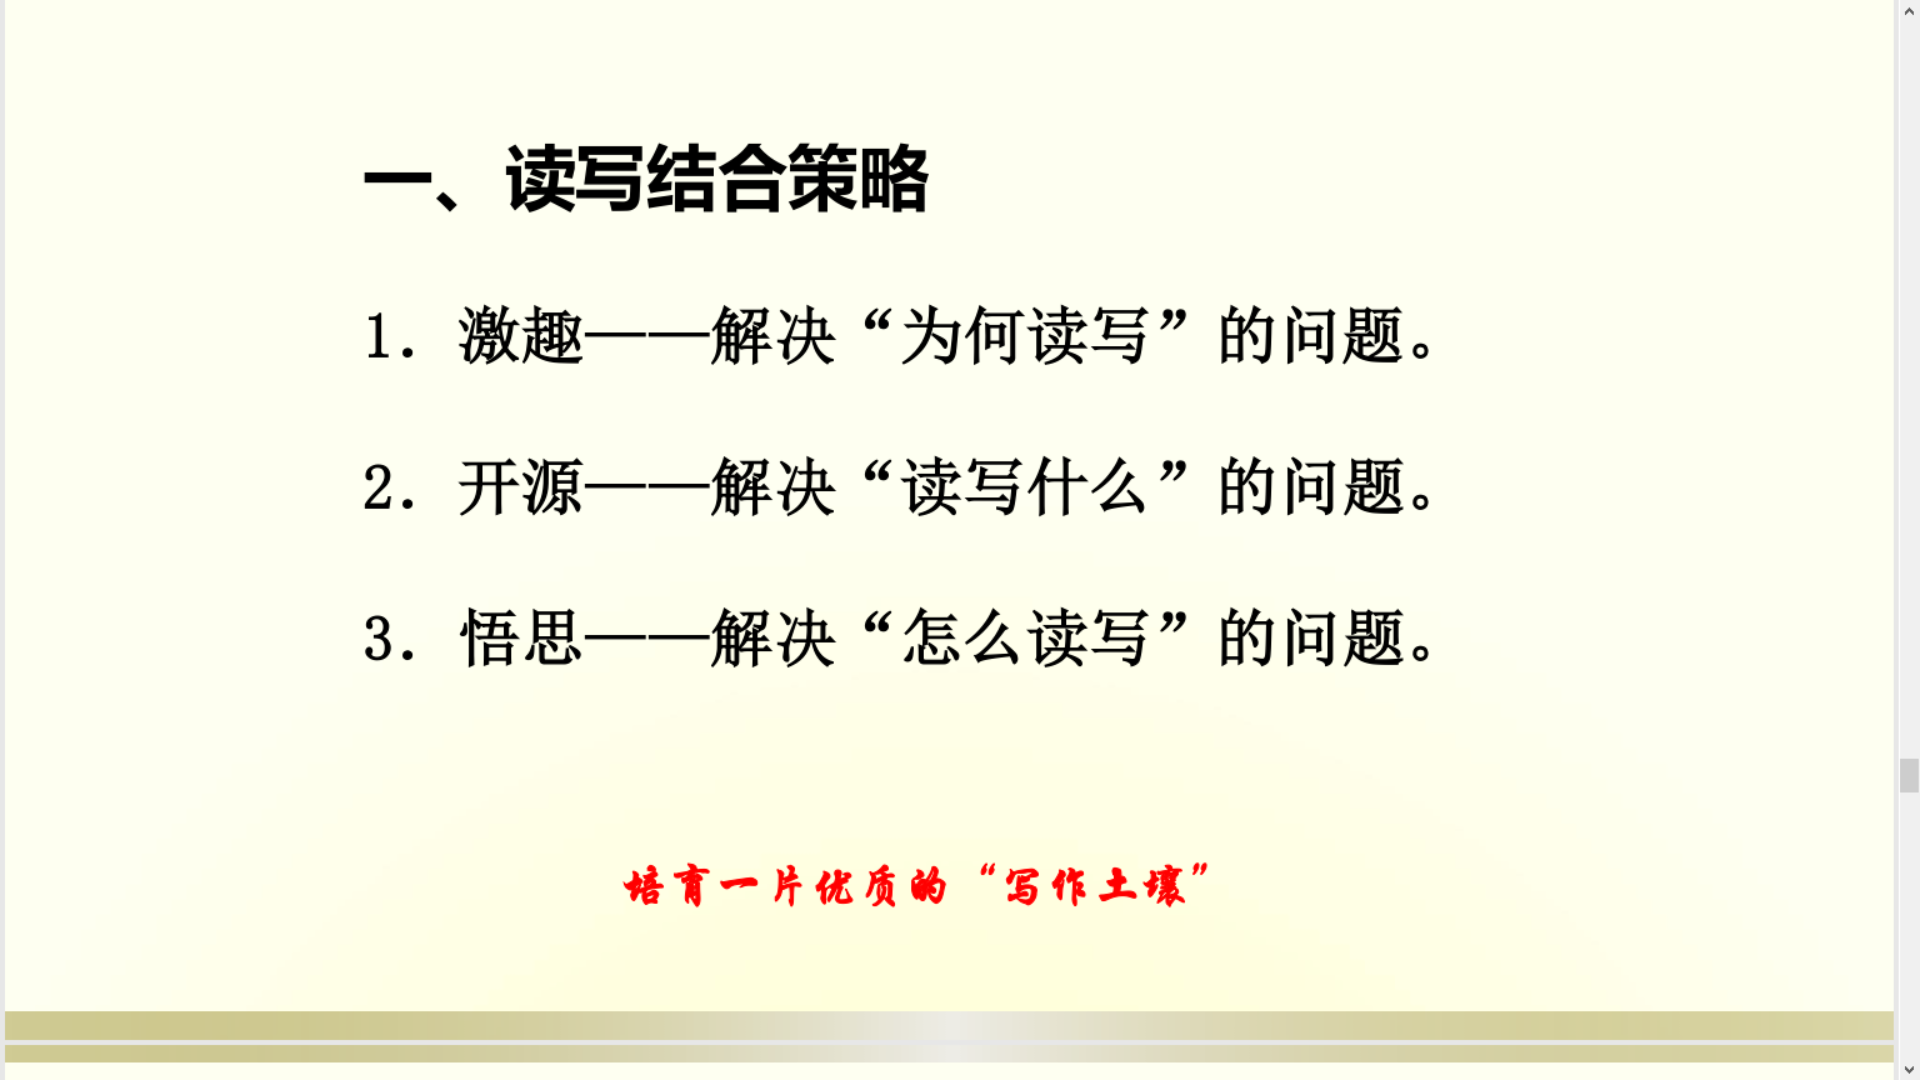 一、读写结合策略
1. 激趣——解决“为何读写”的问题。
2. 开源——解决“读写什么”的问题。
3. 悟思——解决“怎么读写”的问题。
培育一片优质的“写作土壤”